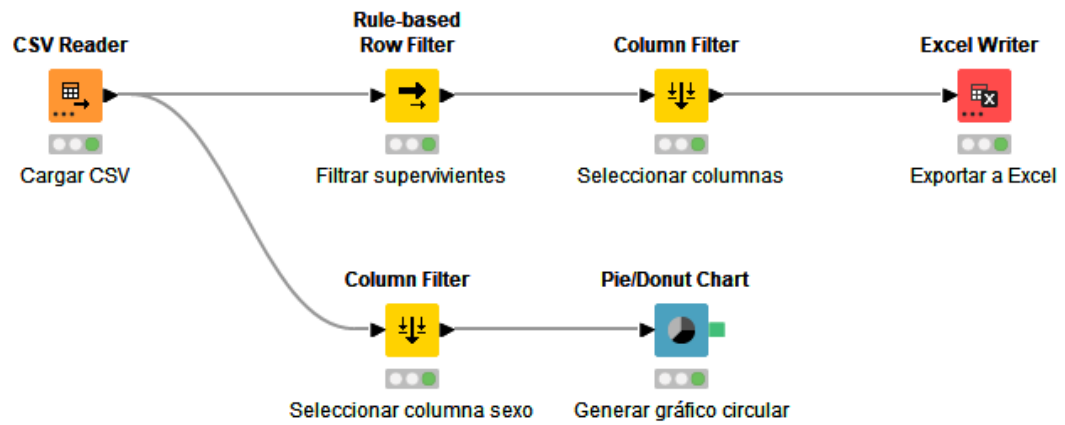 CSV Reader
Rule-based
Row Filter
Column Filter
Excel Writer
Cargar CSV
Filtrar supervivientes
Seleccionar columnas
Exportar a Excel
Column Filter
Pie/Donut Chart
Seleccionar columna sexo
Generar gráfico circular